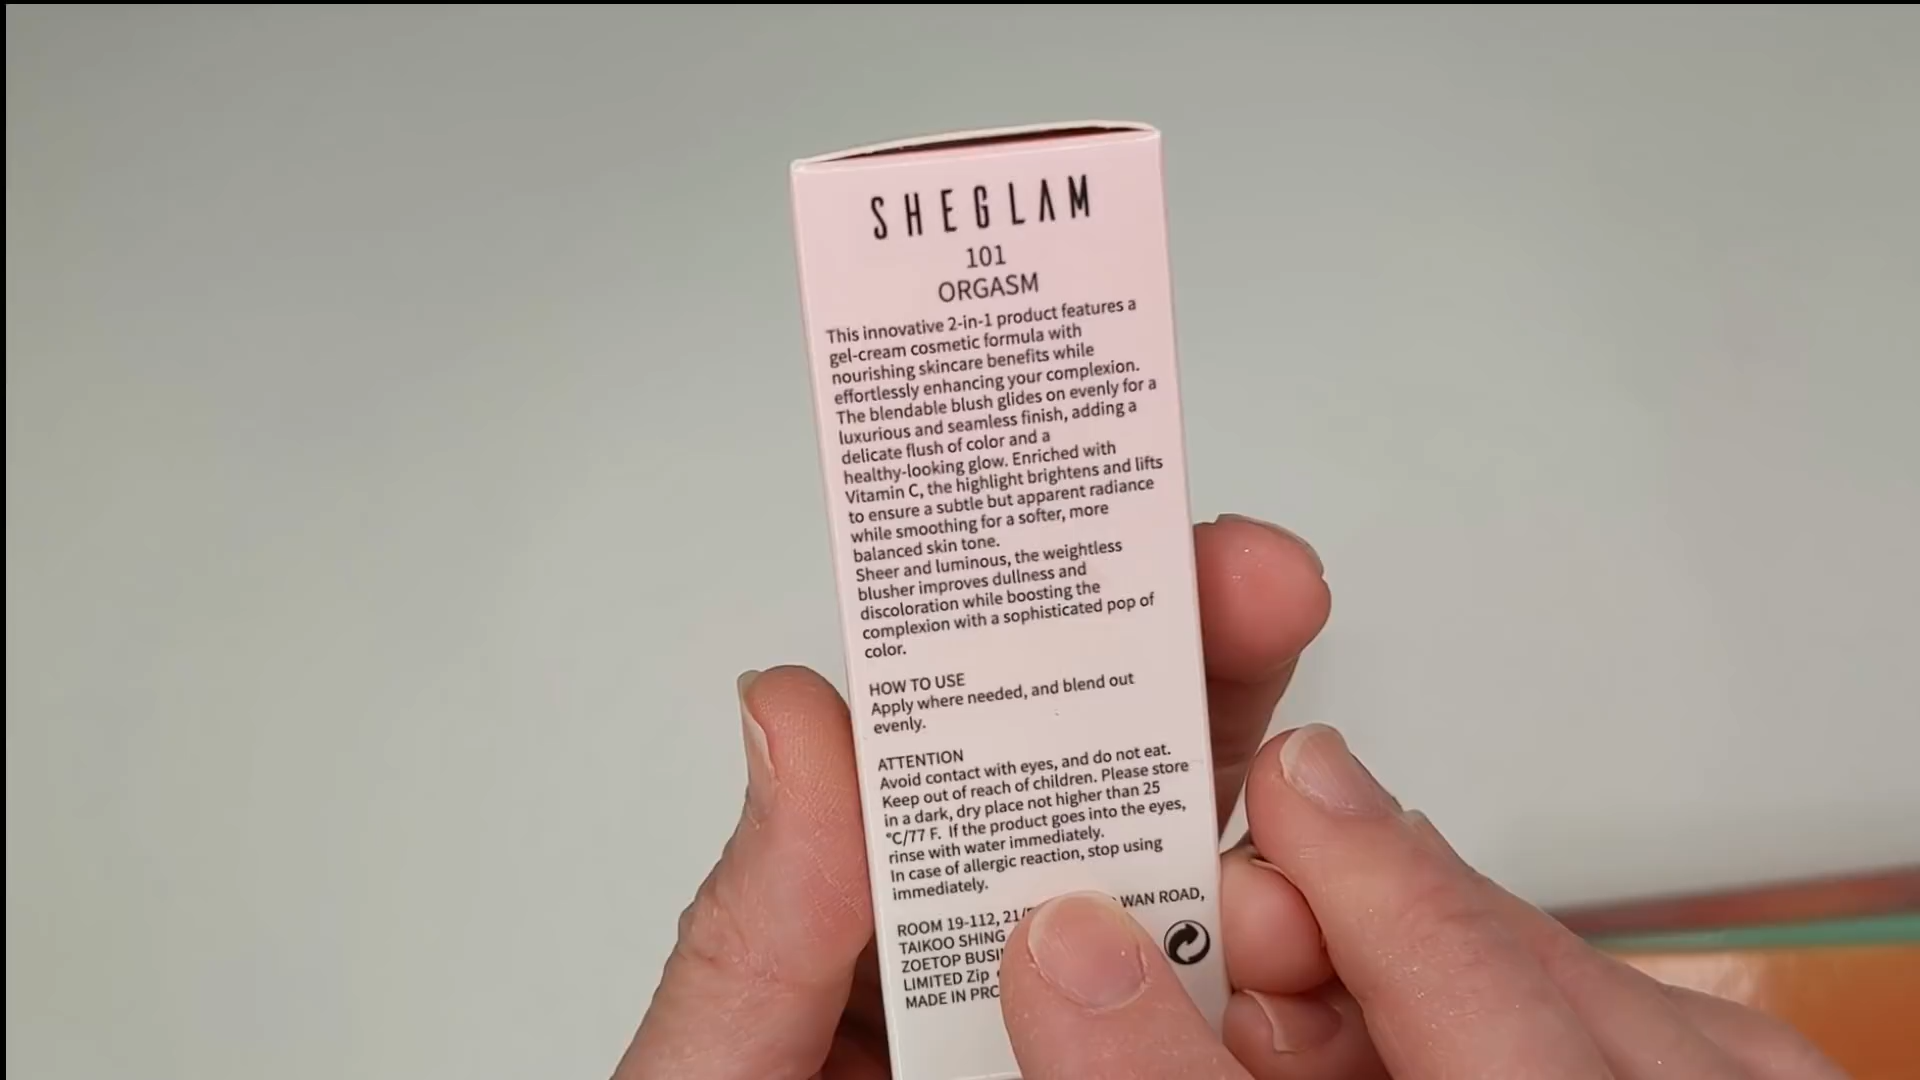 SHEGLAM
101
ORGASM
This innovative 2-in-1 product features a
gel-cream cosmetic formula with
nourishing skincare benefits while
effortlessly enhancing your complexion.
The blendable blush glides on evenly for a
luxurious and seamless finish, adding a
delicate flush of color and a
healthy-looking glow. Enriched with
Vitamin C, the highlight brightens and lifts
to ensure a subtle but apparent radiance
while smoothing for a softer, more
balanced skin tone.
Sheer and luminous, the weightless
blusher improves dullness and
discoloration while boosting the
complexion with a sophisticated pop of
color.
HOW TO USE
Apply where needed, and blend out
evenly.
ATTENTION
Avoid contact with eyes, and do not eat.
Keep out of reach of children. Please store
in a dark, dry place not higher than 25
°C/77 F. If the product goes into the eyes,
rinse with water immediately.
In case of allergic reaction, stop using
immediately.
ROOM 19-112, 21/ WAN ROAD,
TAIKOO SHING
ZOETOP
LIMITED Zip
MADE IN PRC